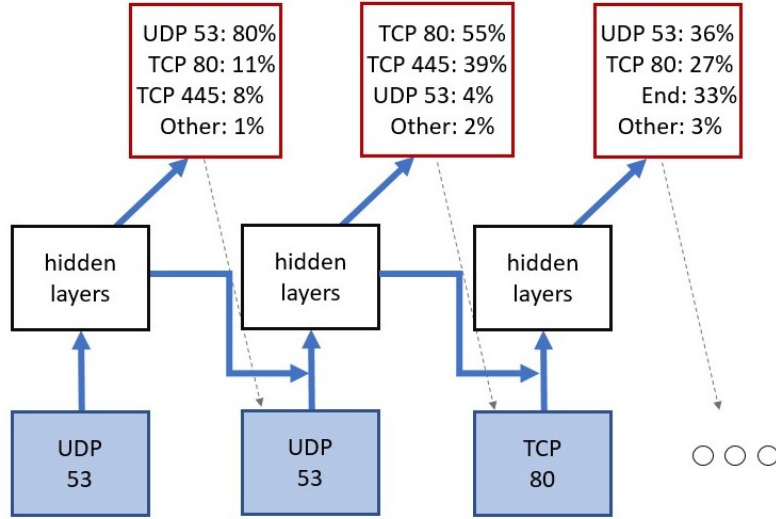 UDP 53: 80%
TCP 80: 11%
TCP 445: 8%
Other: 1%
TCP 80: 55%
TCP 445: 39%
UDP 53: 4%
Other: 2%
UDP 53: 36%
TCP 80: 27%
End: 33%
Other: 3%
hidden
layers
hidden
layers
hidden
layers
UDP
53
UDP
53
TCP
80